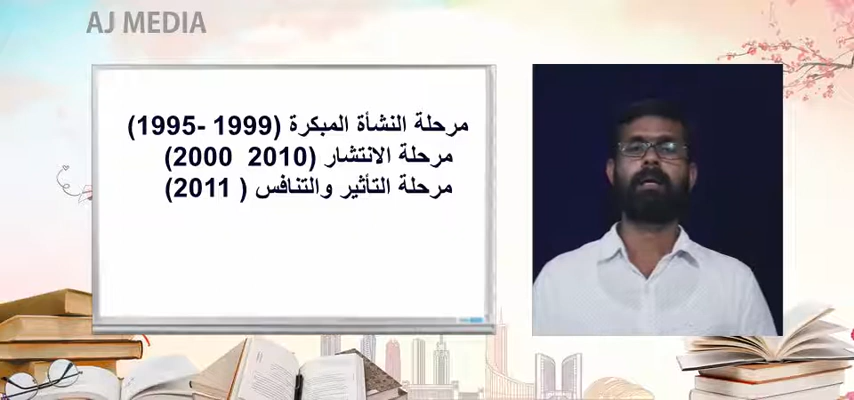 AJ MEDIA
مرحلة النشأة المبكرة (1999 -1995)
مرحلة الانتشار (2010  2000)
مرحلة التأثير والتنافس ( 2011)